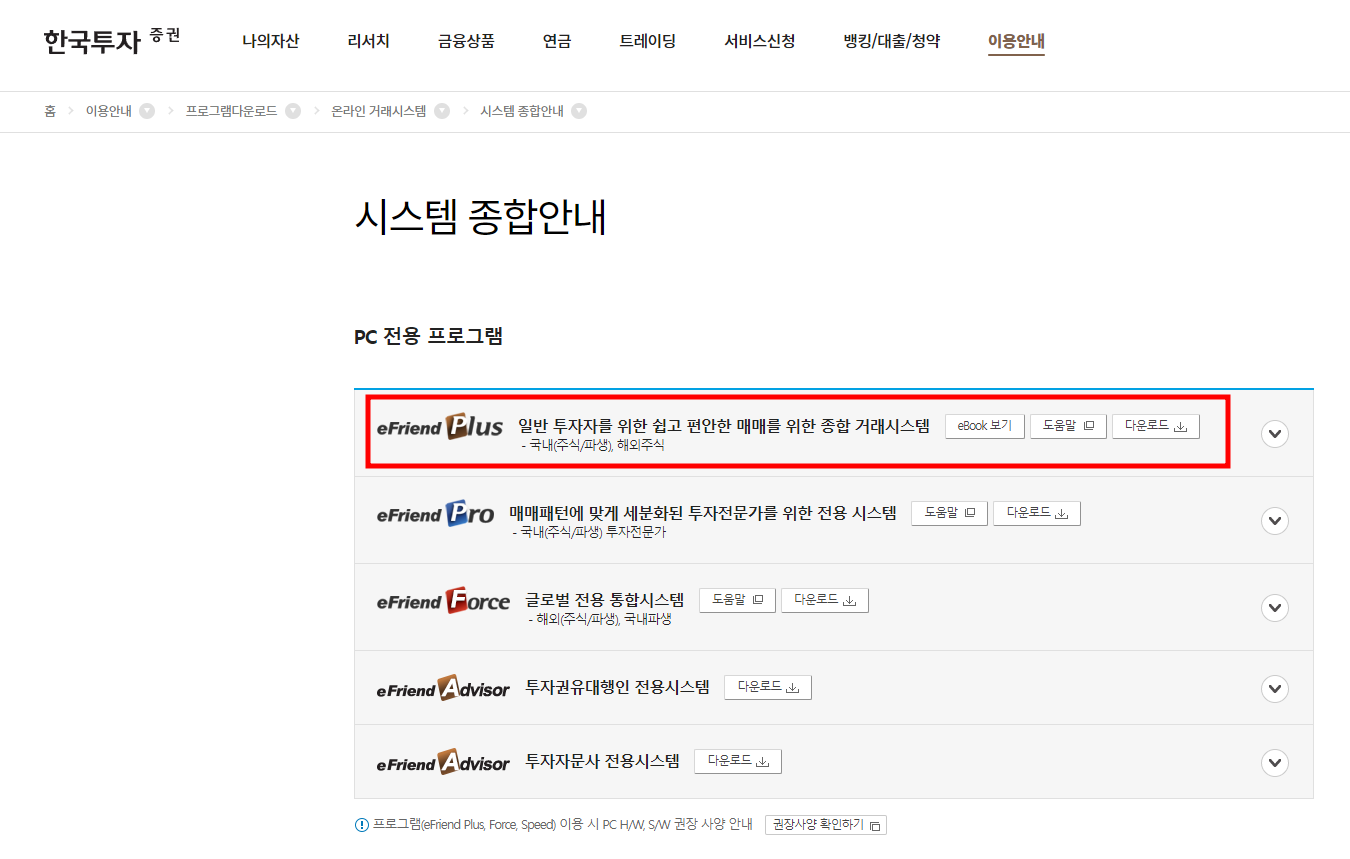 한국투자 증권 나의자산 리서치 금융상품 연금 트레이딩 서비스신청 뱅킹/대출/청약 이용안내
홈 이용안내 프로그램다운로드 온라인 거래시스템 시스템 종합안내
시스템 종합안내
PC 전용 프로그램
eFriend Plus 일반 투자자를 위한 쉽고 편안한 매매를 위한 종합 거래시스템 eBook 보기 도움말 다운로드
- 국내(주식/파생), 해외주식
eFriend Pro 매매패턴에 맞게 세분화된 투자전문가를 위한 전용 시스템 도움말 다운로드
- 국내(주식/파생) 투자전문가
eFriend Force 글로벌 전용 통합시스템 도움말 다운로드
- 해외(주식/파생), 국내파생
eFriend Advisor 투자권유대행인 전용시스템 다운로드
eFriend Advisor 투자자문사 전용시스템 다운로드
프로그램(eFriend Plus, Force, Speed) 이용 시 PC H/W, S/W 권장 사양 안내 권장사양 확인하기